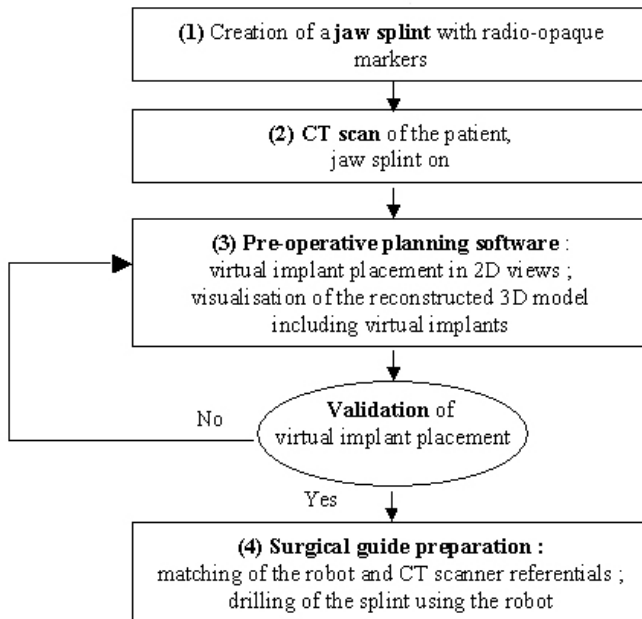 (1) Creation of a jaw splint with radio-opaque
markers
(2) CT scan of the patient,
jaw splint on
(3) Pre-operative planning software :
virtual implant placement in 2D views ;
visualisation of the reconstructed 3D model
including virtual implants
No
Validation of
virtual implant placement
Yes
(4) Surgical guide preparation :
matching of the robot and CT scanner referentials ;
drilling of the splint using the robot